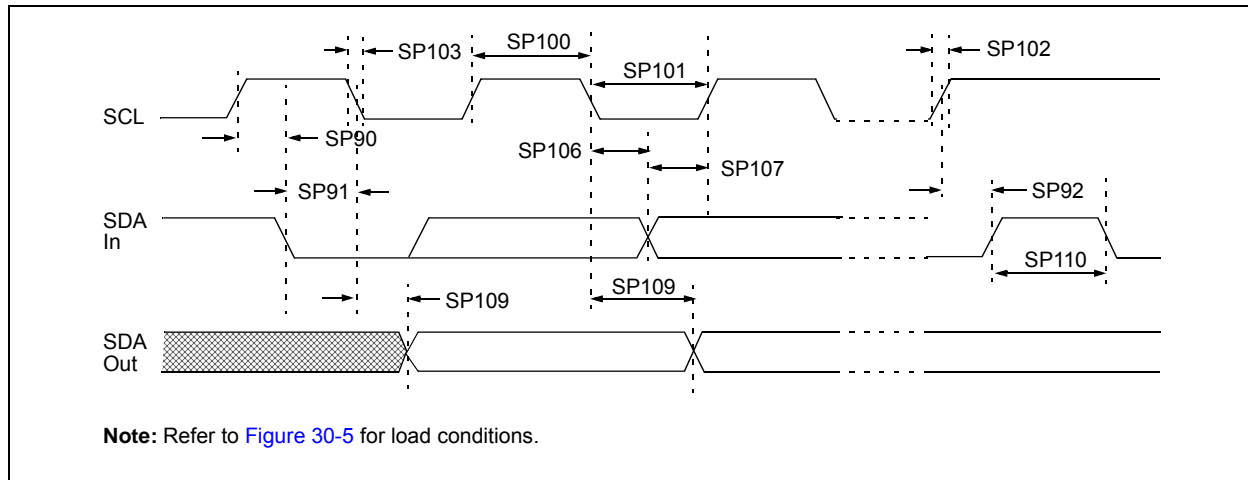 SP103
SP100
SP102
SP101
SCL
SP90
SP106
SP107
SP91
SP92
SDA
In
SP110
SP109
SP109
SDA
Out
Note: Refer to Figure 30-5 for load conditions.